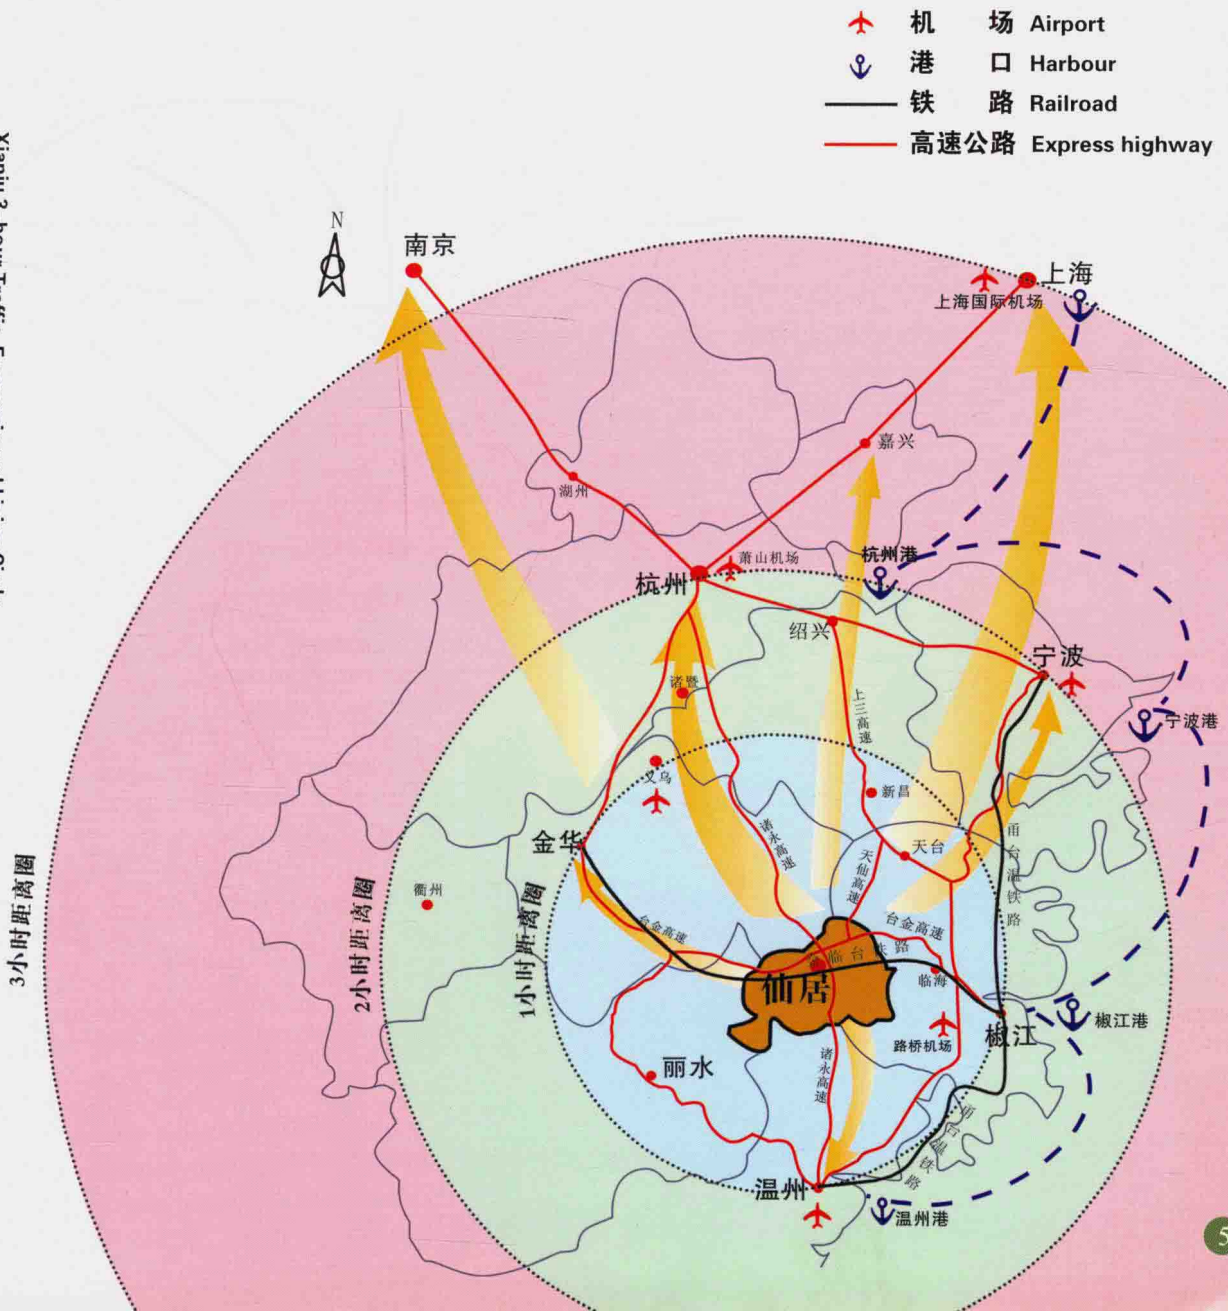 机 场 Airport
港 口 Harbour
铁 路 Railroad
高速公路 Express highway
N
南京
上海
上海国际机场
嘉兴
湖州
杭州
萧山机场
杭州港
绍兴
宁波
宁波港
诸暨
上三高速
义乌
新昌
金华
诸永高速
天仙高速
天台
甬台温铁路
衢州
台金高速
台金高速
临台铁路
临海
仙居
椒江
椒江港
路桥机场
丽水
诸永高速
甬台温铁路
温州
温州港
3小时距离圈
2小时距离圈
1小时距离圈
5